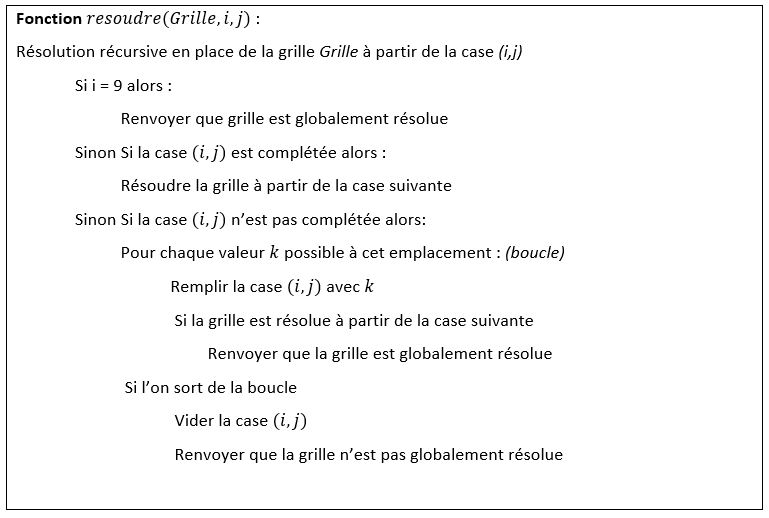 Fonction resoudre(Grille, i, j) :
Résolution récursive en place de la grille Grille à partir de la case (i,j)
Si i = 9 alors :
Renvoyer que grille est globalement résolue
Sinon Si la case (i, j) est complétée alors :
Résoudre la grille à partir de la case suivante
Sinon Si la case (i, j) n’est pas complétée alors:
Pour chaque valeur k possible à cet emplacement : (boucle)
Remplir la case (i, j) avec k
Si la grille est résolue à partir de la case suivante
Renvoyer que la grille est globalement résolue
Si l’on sort de la boucle
Vider la case (i, j)
Renvoyer que la grille n’est pas globalement résolue